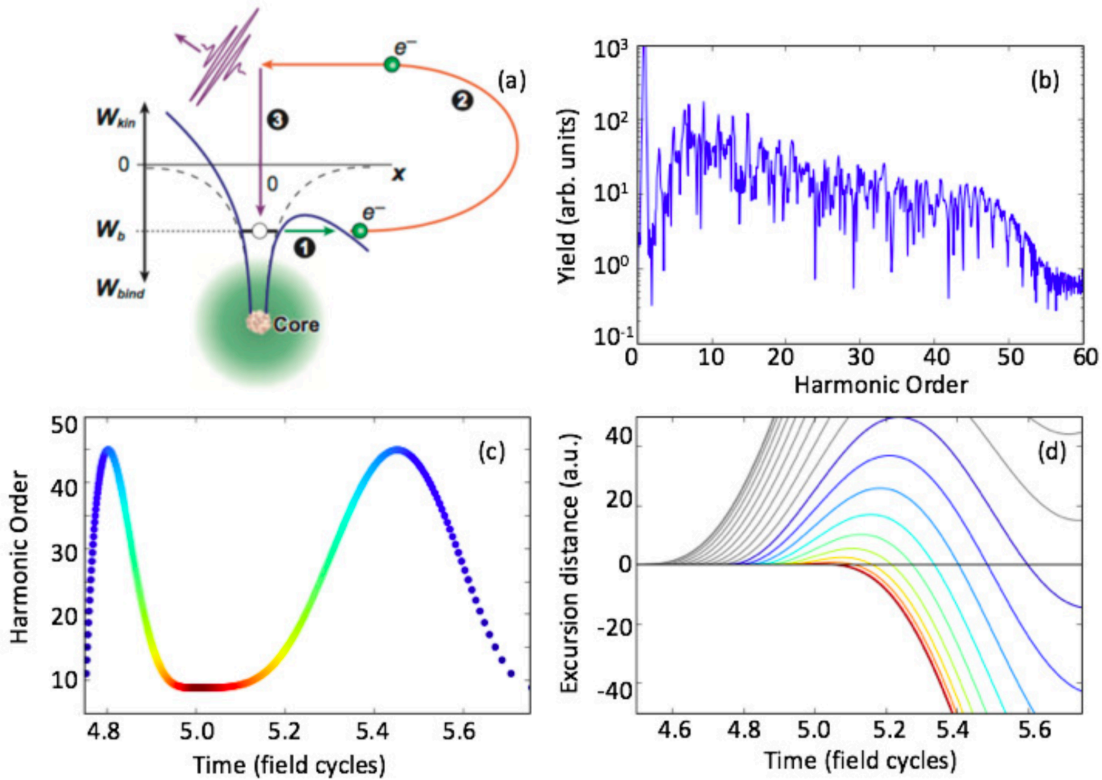 (a)
e⁻
2
W_kin
3
0
0
x
W_b
e⁻
1
W_bind
Core
(b)
Yield (arb. units)
10³
10²
10¹
10⁰
10⁻¹
0 10 20 30 40 50 60
Harmonic Order
(c)
Harmonic Order
50
40
30
20
10
4.8 5.0 5.2 5.4 5.6
Time (field cycles)
(d)
Excursion distance (a.u.)
40
20
0
-20
-40
4.6 4.8 5.0 5.2 5.4 5.6
Time (field cycles)